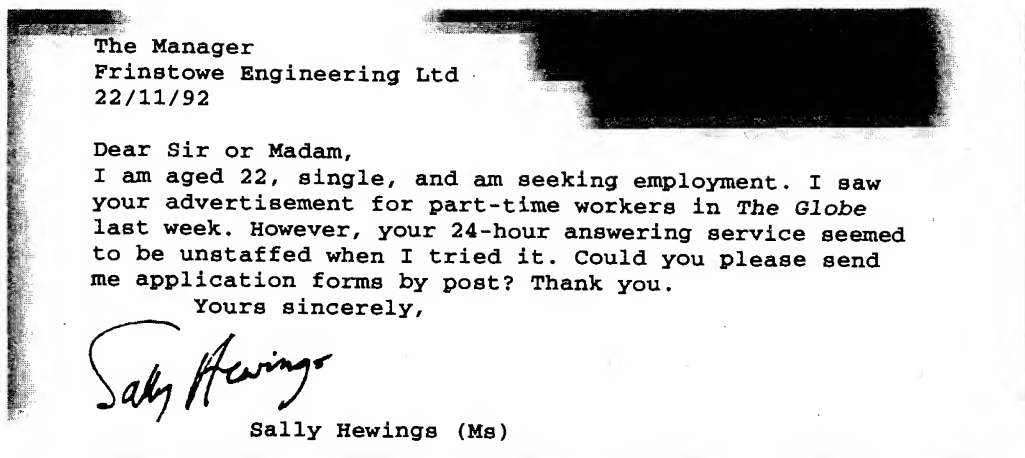 The Manager
Frinstowe Engineering Ltd
22/11/92
Dear Sir or Madam,
I am aged 22, single, and am seeking employment. I saw
your advertisement for part-time workers in The Globe
last week. However, your 24-hour answering service seemed
to be unstaffed when I tried it. Could you please send
me application forms by post? Thank you.
Yours sincerely,
Sally Hewings
Sally Hewings (Ms)